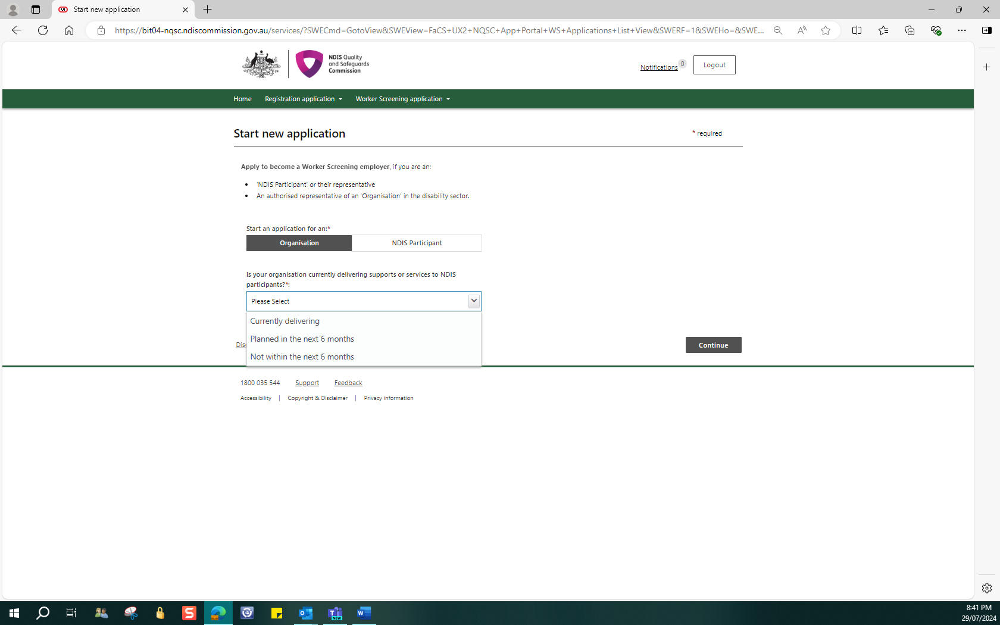 Start new application
https://bit04-nqsc.ndiscommission.gov.au/services/?SWECmd=GotoView&SWEView=FaCS+UX2+NQSC+App+Portal+WS+Applications+List+View&SWERF=1&SWEHo=&SWE...
NDIS Quality
and Safeguards
Commission
Notifications 0
Logout
Home Registration application Worker Screening application
Start new application
* required
Apply to become a Worker Screening employer, if you are an:
• 'NDIS Participant' or their representative
• An authorised representative of an 'Organisation' in the disability sector.
Start an application for an:*
Organisation NDIS Participant
Is your organisation currently delivering supports or services to NDIS
participants?*:
Please Select
Currently delivering
Planned in the next 6 months
Not within the next 6 months
Continue
1800 035 544 Support Feedback
Accessibility | Copyright & Disclaimer | Privacy information
8:41 PM
29/07/2024